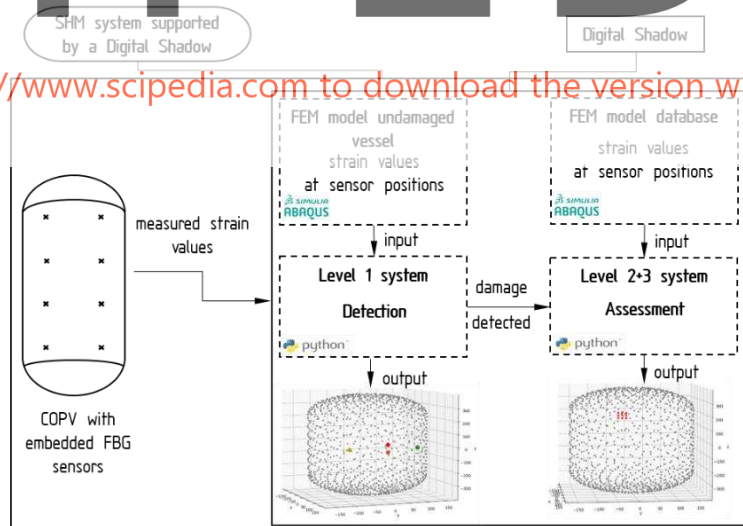 SHM system supported
by a Digital Shadow
Digital Shadow
//www.scipedia.com to download the version w
FEM model undamaged
vessel
strain values
at sensor positions
SIMULIA
ABAQUS
FEM model database
strain values
at sensor positions
SIMULIA
ABAQUS
measured strain
values
input
input
Level 1 system
Detection
python
damage
detected
Level 2+3 system
Assessment
python
output
output
COPV with
embedded FBG
sensors